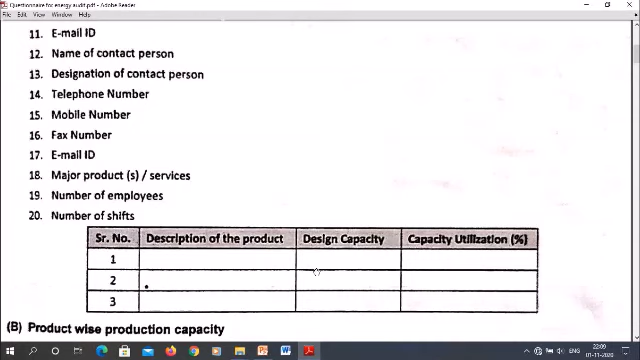 Questionnaire for energy audit.pdf - Adobe Reader
File Edit View Window Help
11. E-mail ID
12. Name of contact person
13. Designation of contact person
14. Telephone Number
15. Mobile Number
16. Fax Number
17. E-mail ID
18. Major product (s) / services
19. Number of employees
20. Number of shifts
Sr. No. Description of the product Design Capacity Capacity Utilization (%)
1
2
3
(B) Product wise production capacity
22:09
01-11-2020